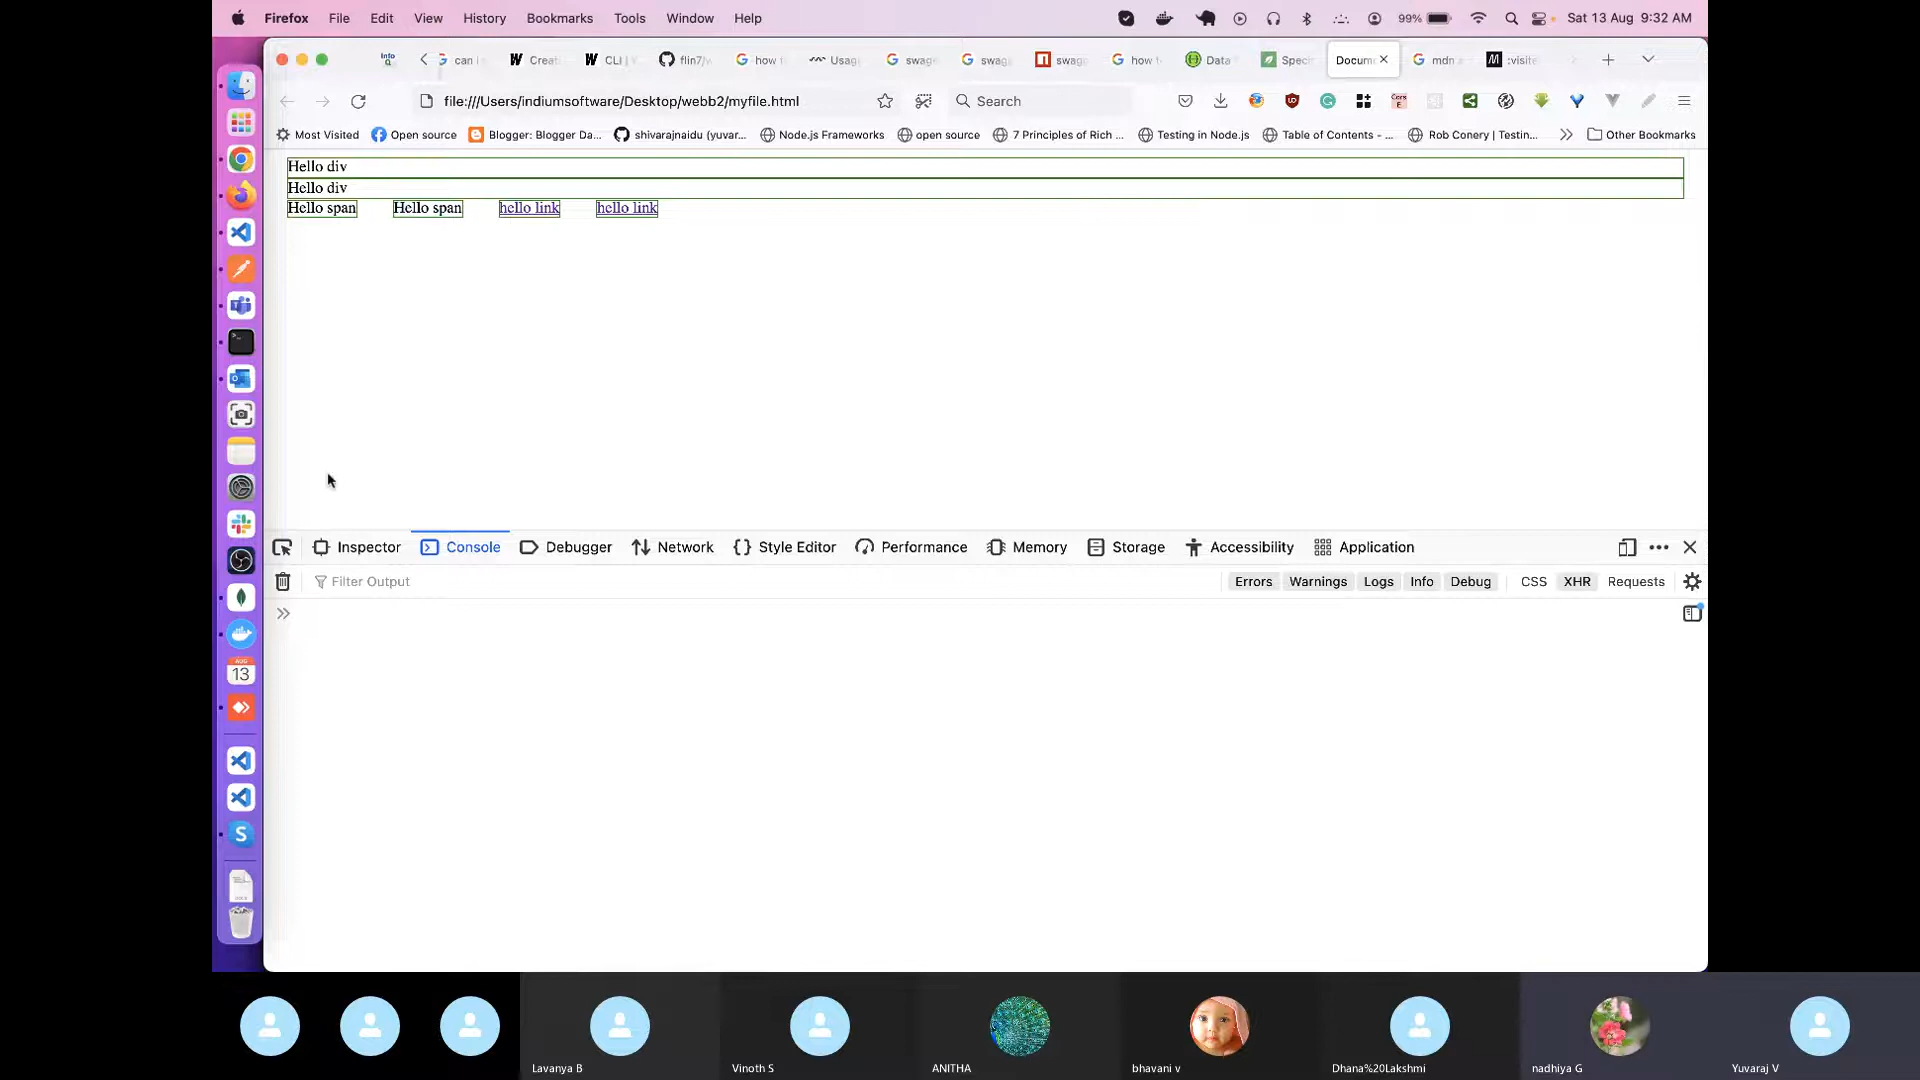 Firefox File Edit View History Bookmarks Tools Window Help 99% Sat 13 Aug 9:32 AM
Info Q can i Creat CLI | flin7/v how t Usag swag swag swag how t Data Speci Docum mdn a :visite
file:///Users/indiumsoftware/Desktop/webb2/myfile.html Search
Most Visited Open source Blogger: Blogger Da... shivarajnaidu (yuvar... Node.js Frameworks open source 7 Principles of Rich ... Testing in Node.js Table of Contents - ... Rob Conery | Testin... Other Bookmarks
Hello div
Hello div
Hello span Hello span hello link hello link
Inspector Console Debugger Network Style Editor Performance Memory Storage Accessibility Application
Filter Output Errors Warnings Logs Info Debug CSS XHR Requests
AUG
13
Lavanya B Vinoth S ANITHA bhavani v Dhana%20Lakshmi nadhiya G Yuvaraj V